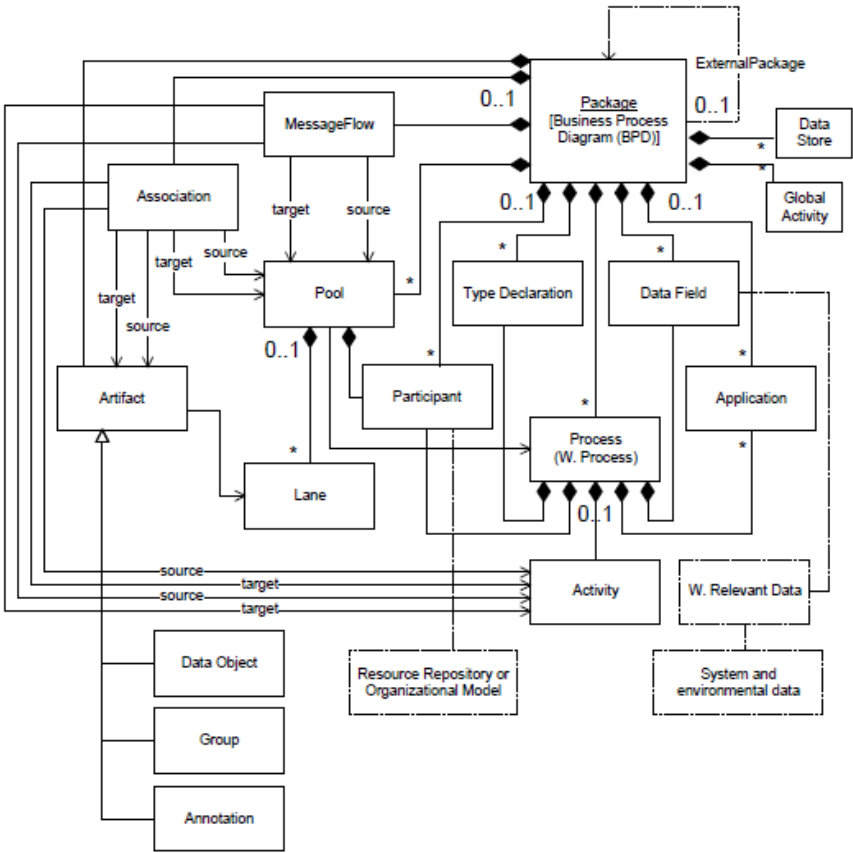 ExternalPackage
0..1
Package
[Business Process
Diagram (BPD)]
0..1
MessageFlow
*
Data
Store
*
Global
Activity
Association
target
source
0..1
0..1
source
target
*
*
*
Pool
Type Declaration
Data Field
target
source
0..1
*
*
Artifact
Participant
*
Application
*
Process
(W. Process)
*
Lane
0..1
source
target
source
target
Activity
W. Relevant Data
Data Object
Resource Repository or
Organizational Model
System and
environmental data
Group
Annotation